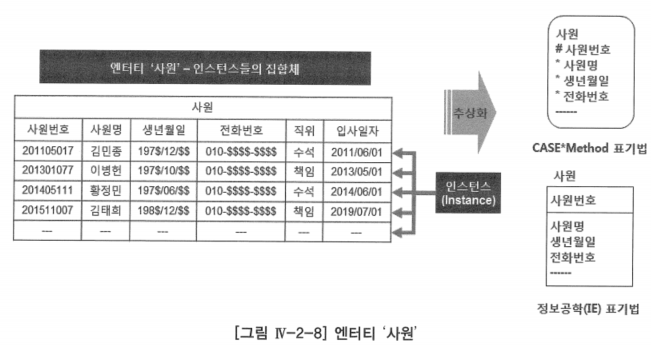 엔터티 '사원' – 인스턴스들의 집합체
사원
사원번호 사원명 생년월일 전화번호 직위 입사일자
201105017 김민종 197$/12/$$ 010-$$$$-$$$$ 수석 2011/06/01
201301077 이병헌 197$/10/$$ 010-$$$$-$$$$ 책임 2013/05/01
201405111 황정민 197$/06/$$ 010-$$$$-$$$$ 수석 2014/06/01
201511007 김태희 198$/12/$$ 010-$$$$-$$$$ 책임 2019/07/01
--- --- --- --- --- ---
인스턴스
(Instance)
추상화
사원
# 사원번호
* 사원명
* 생년월일
* 전화번호
------
CASE*Method 표기법
사원
사원번호
사원명
생년월일
전화번호
------
정보공학(IE) 표기법
[그림 Ⅳ-2-8] 엔터티 '사원'